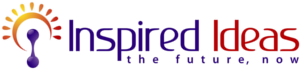 Inspired Ideas
the future, now